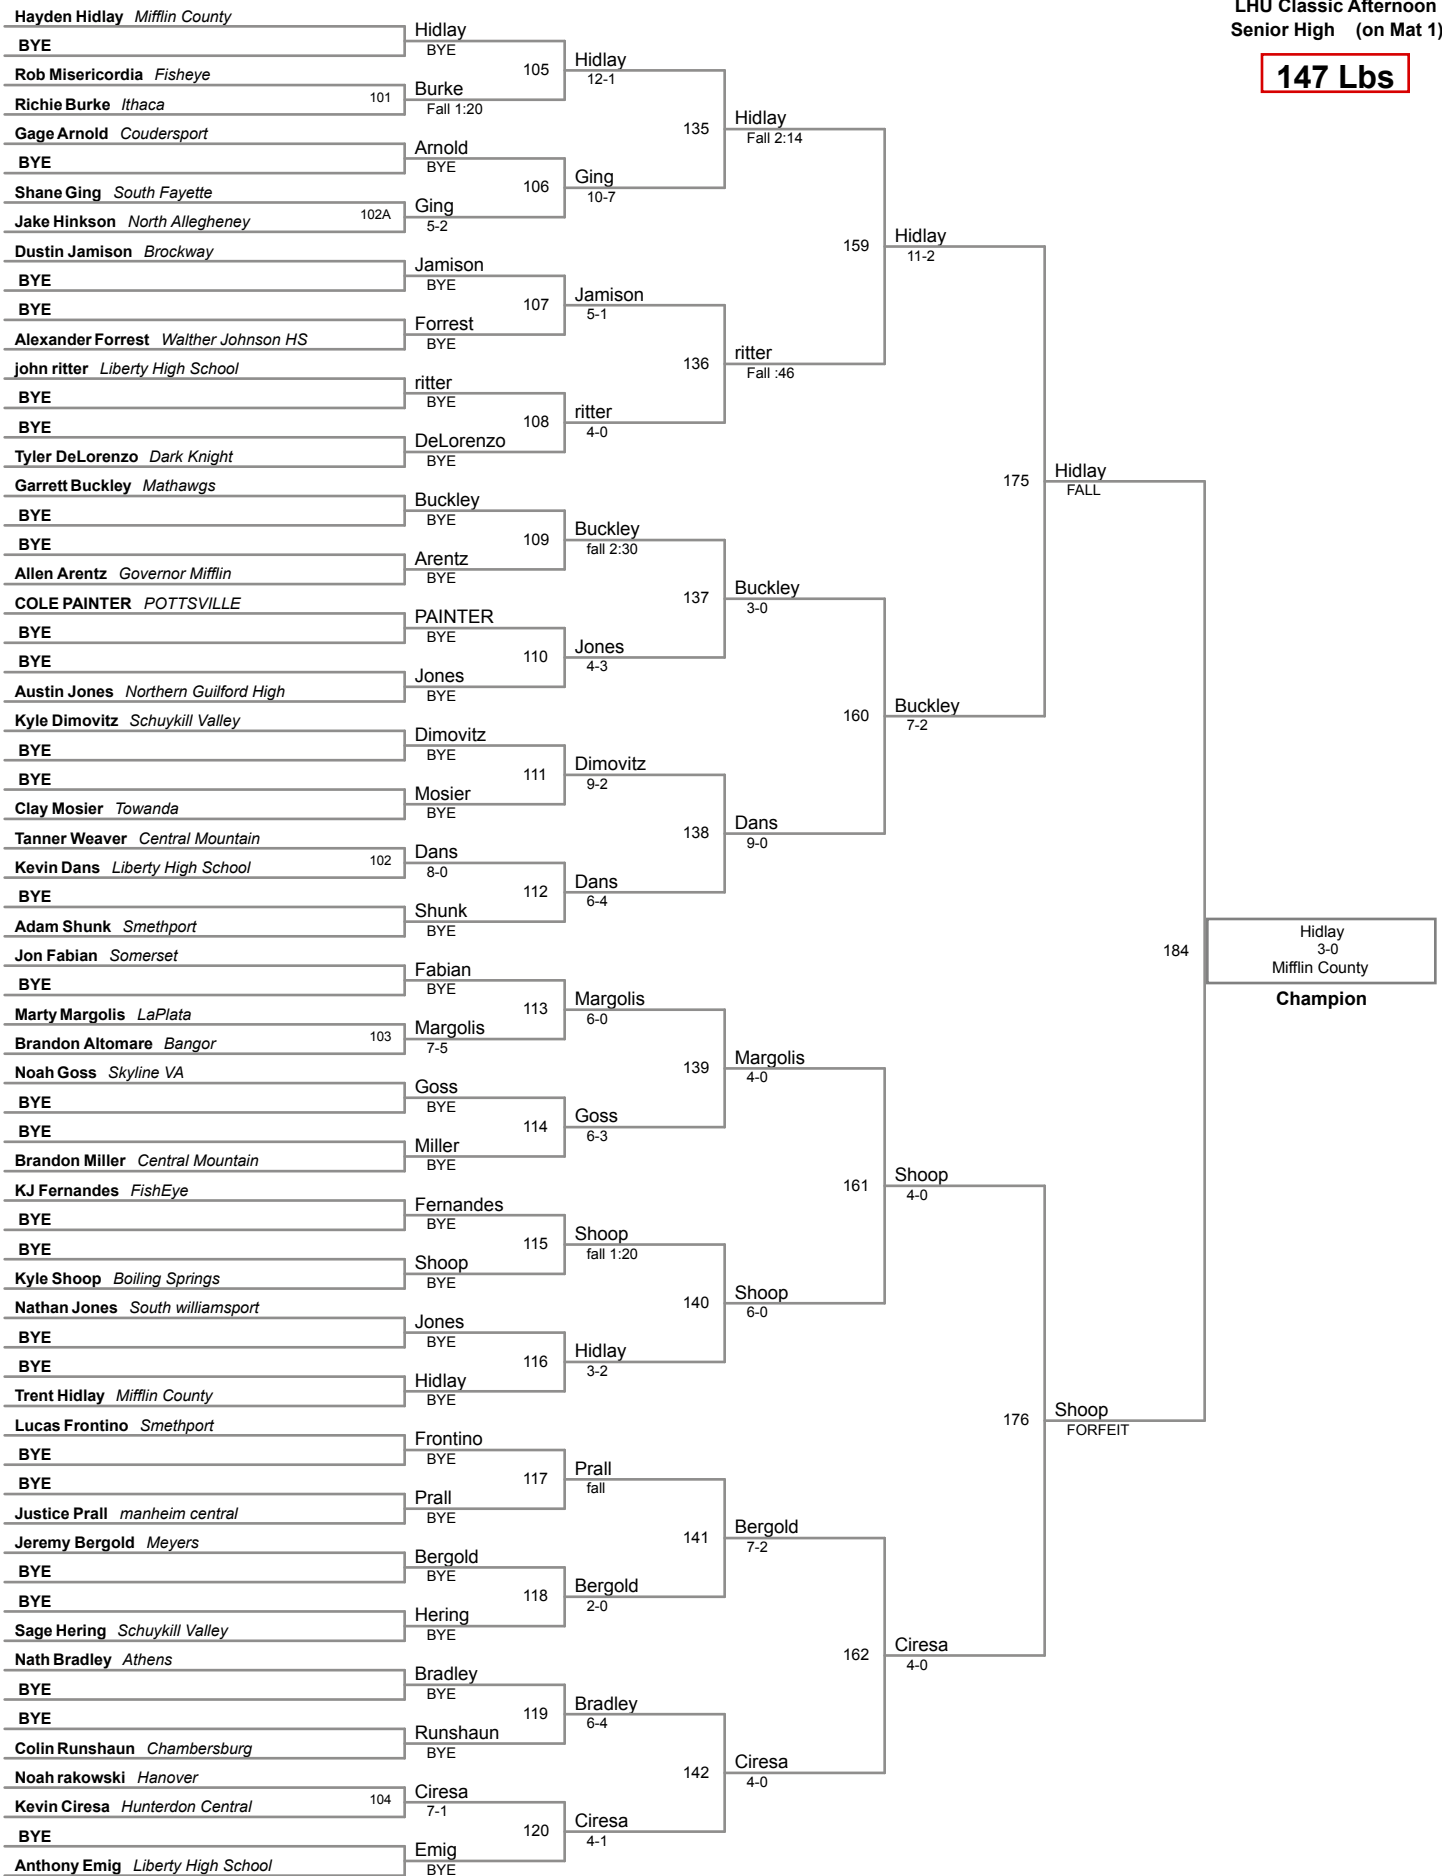 LHU Classic Afternoon
Senior High (on Mat 1)
147 Lbs
Hayden Hidlay Mifflin County
BYE
Rob Misericordia Fisheye
Richie Burke Ithaca
Gage Arnold Coudersport
BYE
Shane Ging South Fayette
Jake Hinkson North Allegheney
Dustin Jamison Brockway
BYE
BYE
Alexander Forrest Walther Johnson HS
john ritter Liberty High School
BYE
BYE
Tyler DeLorenzo Dark Knight
Garrett Buckley Mathawgs
BYE
BYE
Allen Arentz Governor Mifflin
COLE PAINTER POTTSVILLE
BYE
BYE
Austin Jones Northern Guilford High
Kyle Dimovitz Schuykill Valley
BYE
BYE
Clay Mosier Towanda
Tanner Weaver Central Mountain
Kevin Dans Liberty High School
BYE
Adam Shunk Smethport
Jon Fabian Somerset
BYE
Marty Margolis LaPlata
Brandon Altomare Bangor
Noah Goss Skyline VA
BYE
BYE
Brandon Miller Central Mountain
KJ Fernandes FishEye
BYE
BYE
Kyle Shoop Boiling Springs
Nathan Jones South williamsport
BYE
BYE
Trent Hidlay Mifflin County
Lucas Frontino Smethport
BYE
BYE
Justice Prall manheim central
Jeremy Bergold Meyers
BYE
BYE
Sage Hering Schuykill Valley
Nath Bradley Athens
BYE
BYE
Colin Runshaun Chambersburg
Noah rakowski Hanover
Kevin Ciresa Hunterdon Central
BYE
Anthony Emig Liberty High School
101
102A
102
103
104
Hidlay
BYE
Burke
Fall 1:20
Arnold
BYE
Ging
5-2
Jamison
BYE
Forrest
BYE
ritter
BYE
DeLorenzo
BYE
Buckley
BYE
Arentz
BYE
PAINTER
BYE
Jones
BYE
Dimovitz
BYE
Mosier
BYE
Dans
8-0
Shunk
BYE
Fabian
BYE
Margolis
7-5
Goss
BYE
Miller
BYE
Fernandes
BYE
Shoop
BYE
Jones
BYE
Hidlay
BYE
Frontino
BYE
Prall
BYE
Bergold
BYE
Hering
BYE
Bradley
BYE
Runshaun
BYE
Ciresa
7-1
Emig
BYE
105
106
107
108
109
110
111
112
113
114
115
116
117
118
119
120
Hidlay
12-1
Ging
10-7
Jamison
5-1
ritter
4-0
Buckley
fall 2:30
Jones
4-3
Dimovitz
9-2
Dans
6-4
Margolis
6-0
Goss
6-3
Shoop
fall 1:20
Hidlay
3-2
Prall
fall
Bergold
2-0
Bradley
6-4
Ciresa
4-1
135
136
137
138
139
140
141
142
Hidlay
Fall 2:14
ritter
Fall :46
Buckley
3-0
Dans
9-0
Margolis
4-0
Shoop
6-0
Bergold
7-2
Ciresa
4-0
159
160
161
162
Hidlay
11-2
Buckley
7-2
Shoop
4-0
Ciresa
4-0
175
176
Hidlay
FALL
Shoop
FORFEIT
184
Hidlay
3-0
Mifflin County
Champion